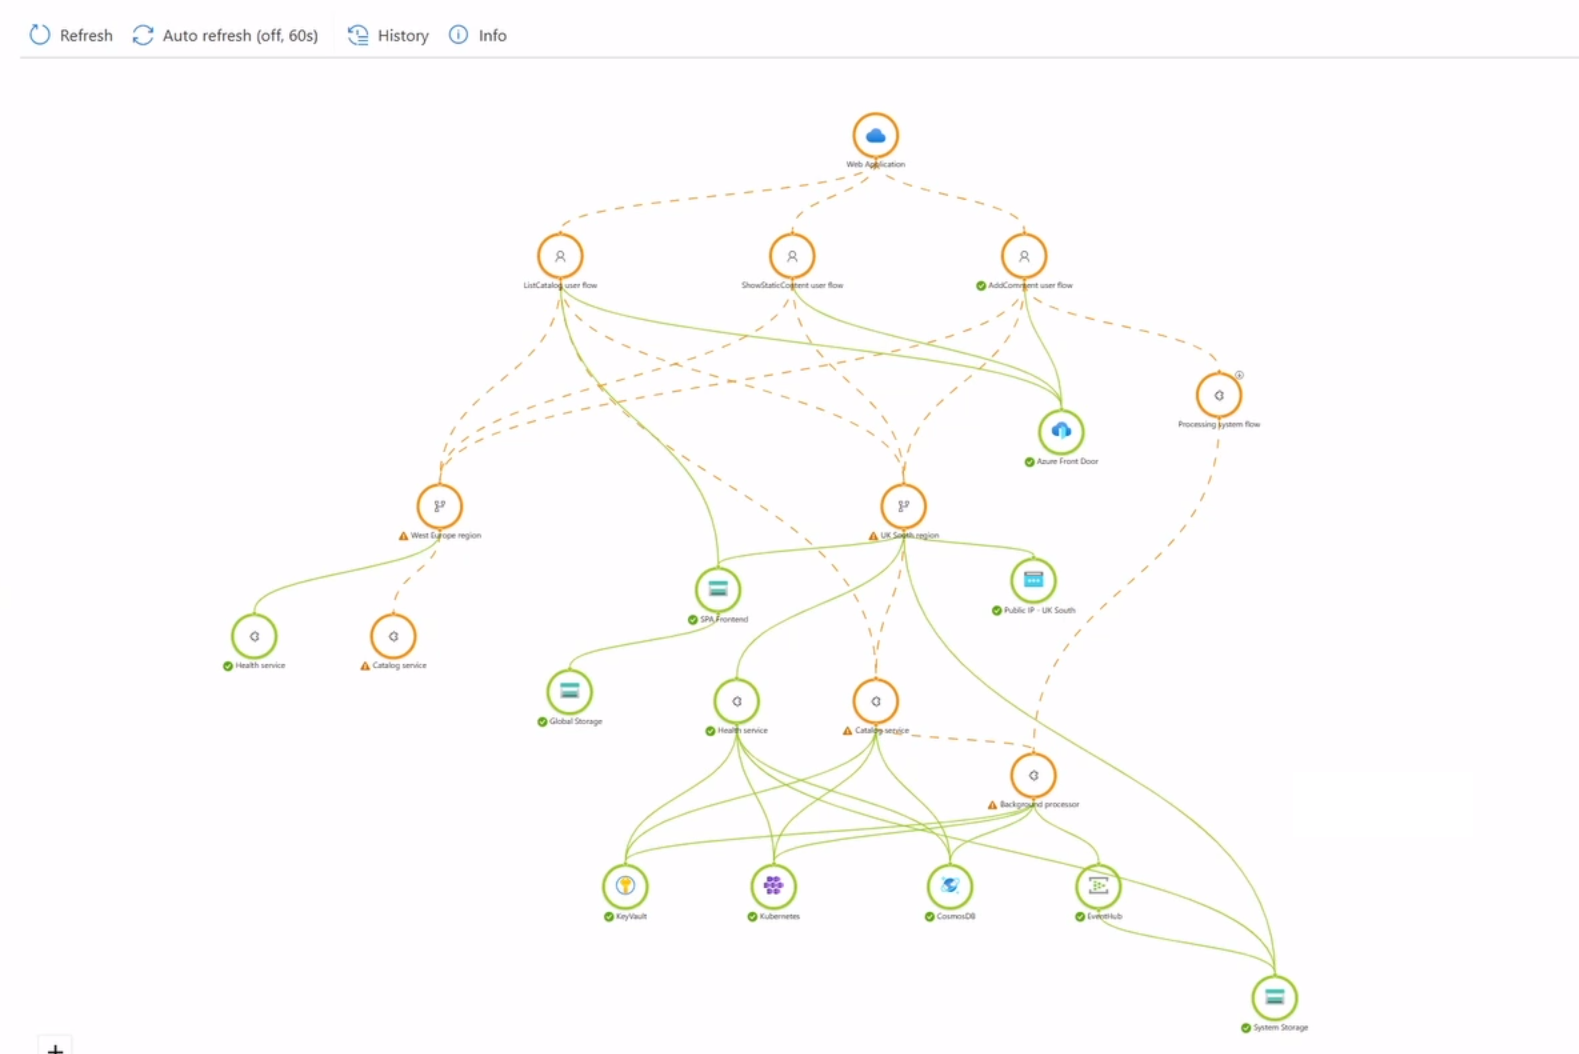 Refresh Auto refresh (off, 60s) History Info
Web Application
ListCatalog user flow ShowStaticContent user flow AddComment user flow
Processing system flow
Azure Front Door
West Europe region UK South region
Public IP - UK South
SPA Frontend
Health service Catalog service
Global Storage
Health service Catalog service
Background processor
KeyVault Kubernetes CosmosDB EventHub
System Storage